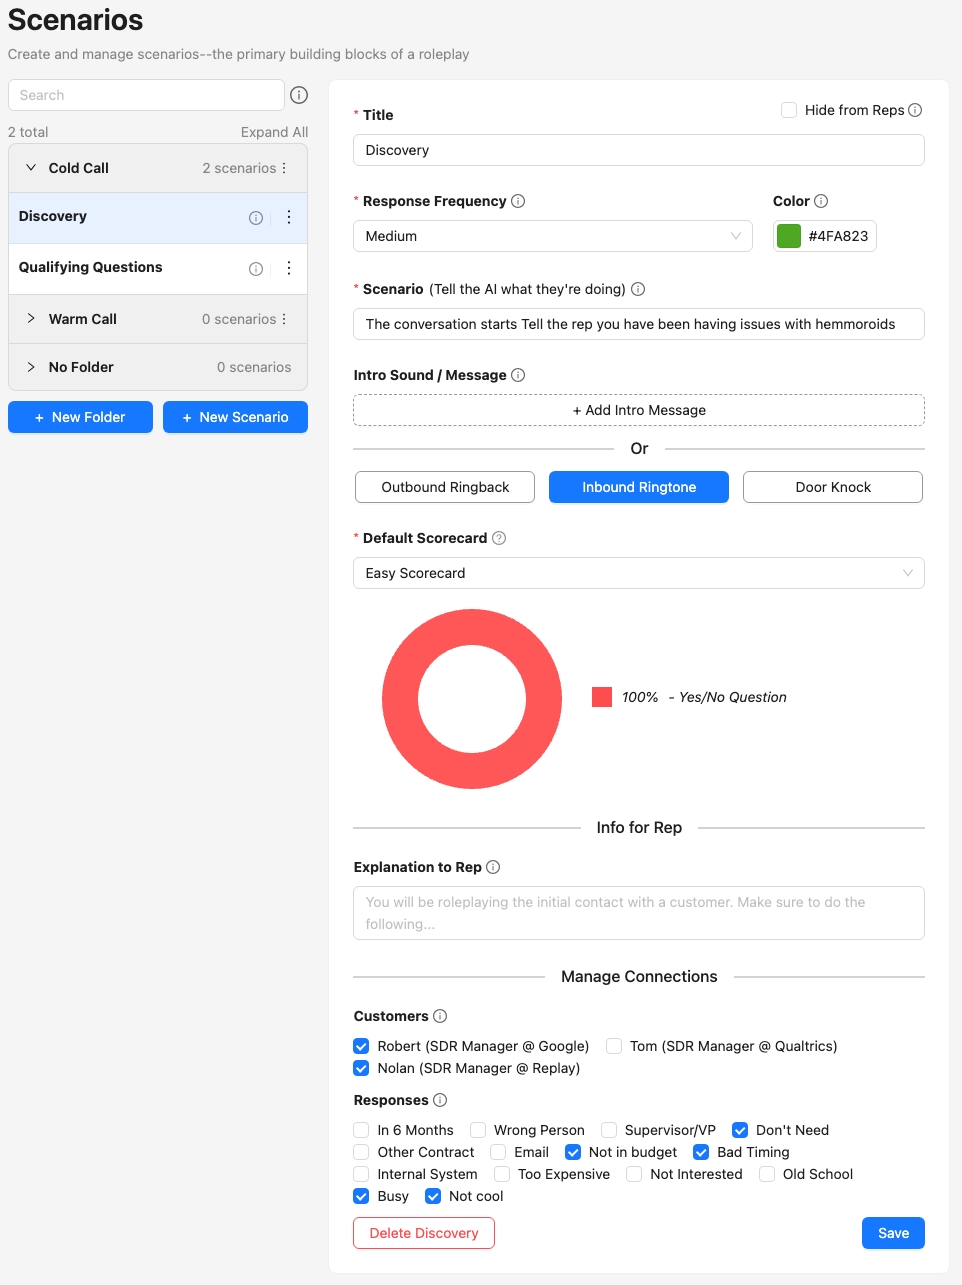 Scenarios
Create and manage scenarios--the primary building blocks of a roleplay
Search
2 total Expand All
Cold Call 2 scenarios
Discovery
Qualifying Questions
Warm Call 0 scenarios
No Folder 0 scenarios
+ New Folder + New Scenario
* Title Hide from Reps
Discovery
* Response Frequency Color
Medium #4FA823
* Scenario (Tell the AI what they're doing)
The conversation starts Tell the rep you have been having issues with hemmoroids
Intro Sound / Message
+ Add Intro Message
Or
Outbound Ringback Inbound Ringtone Door Knock
* Default Scorecard
Easy Scorecard
100% - Yes/No Question
Info for Rep
Explanation to Rep
You will be roleplaying the initial contact with a customer. Make sure to do the
following...
Manage Connections
Customers
Robert (SDR Manager @ Google) Tom (SDR Manager @ Qualtrics)
Nolan (SDR Manager @ Replay)
Responses
In 6 Months Wrong Person Supervisor/VP Don't Need
Other Contract Email Not in budget Bad Timing
Internal System Too Expensive Not Interested Old School
Busy Not cool
Delete Discovery Save